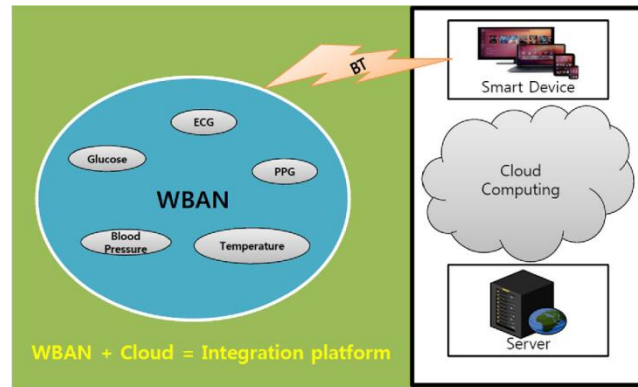 BT
Smart Device
ECG
Glucose
PPG
WBAN
Blood
Pressure
Temperature
Cloud
Computing
Server
WBAN + Cloud = Integration platform